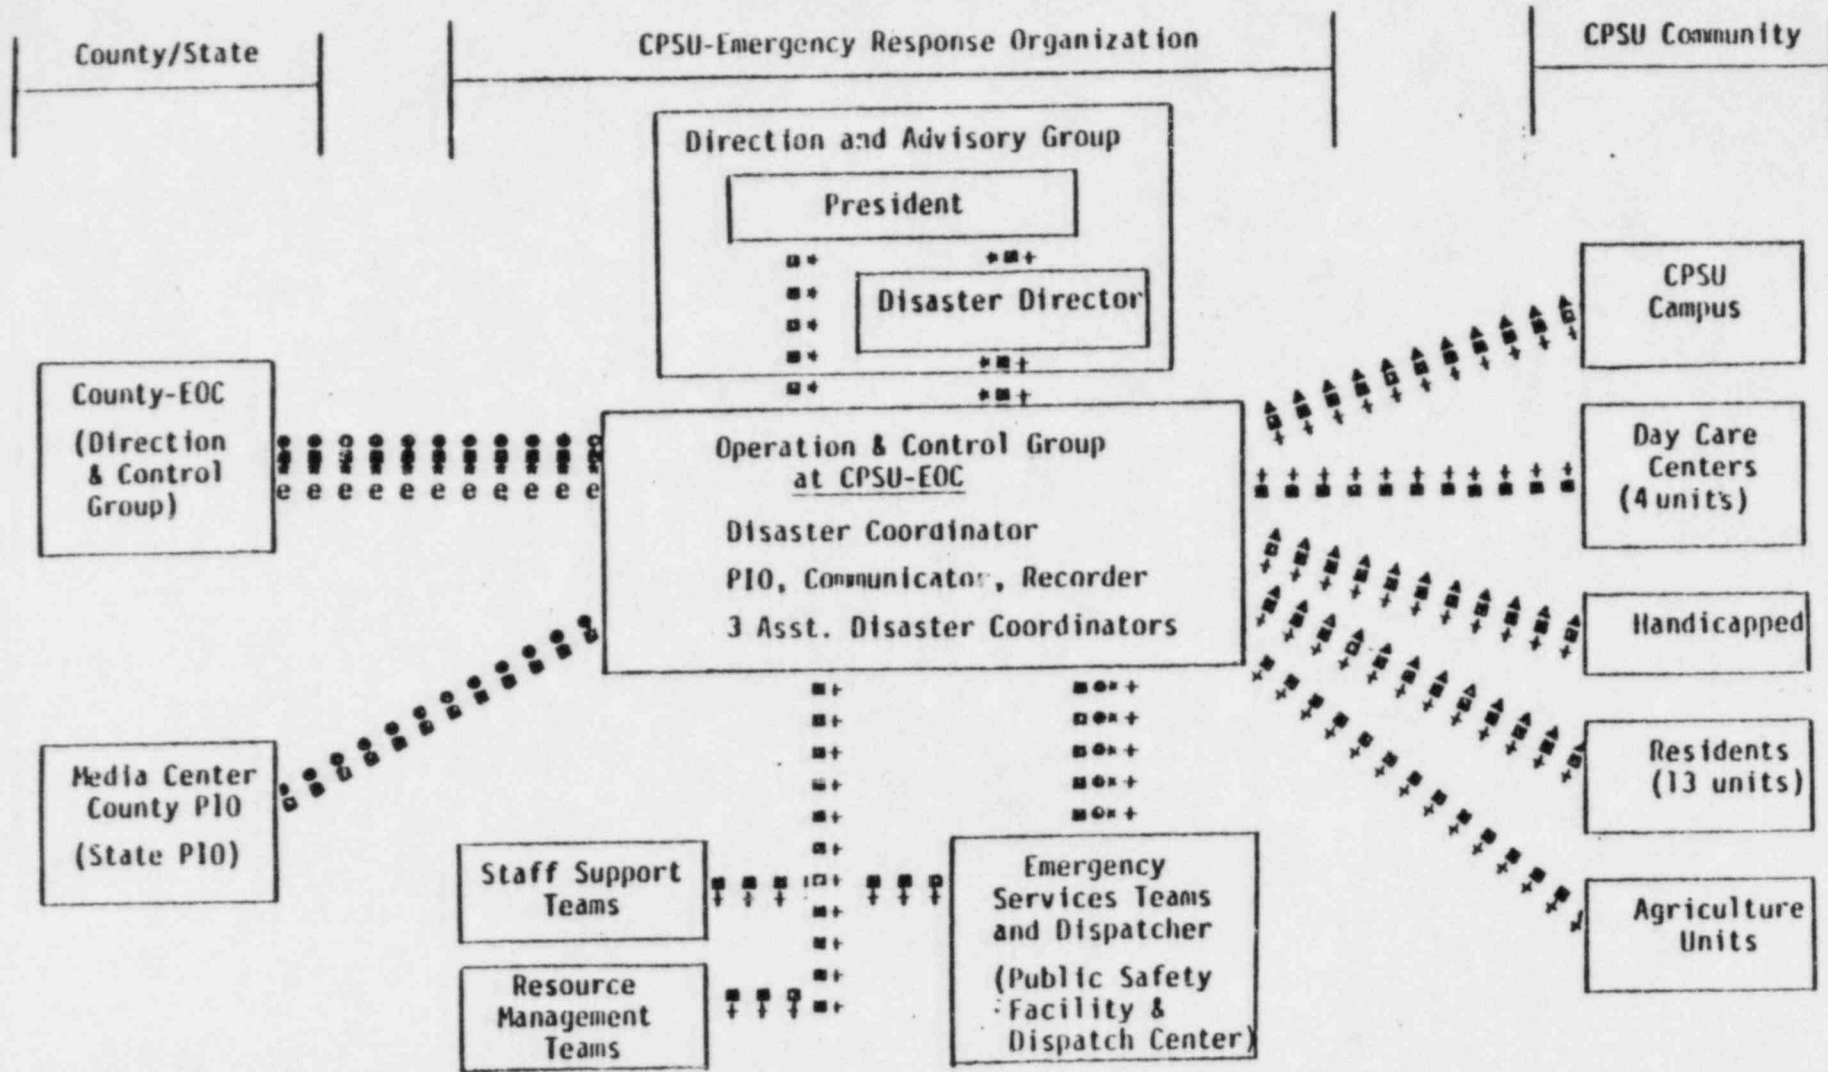 County/State
CPSU-Emergency Response Organization
CPSU Community
Direction and Advisory Group
President
Disaster Director
County-EOC
(Direction
& Control
Group)
Operation & Control Group
at CPSU-EOC
Disaster Coordinator
PIO, Communicator, Recorder
3 Asst. Disaster Coordinators
Media Center
County PIO
(State PIO)
Staff Support
Teams
Resource
Management
Teams
Emergency
Services Teams
and Dispatcher
(Public Safety
Facility &
Dispatch Center)
CPSU
Campus
Day Care
Centers
(4 units)
Handicapped
Residents
(13 units)
Agriculture
Units
e e e e e e e e e e e